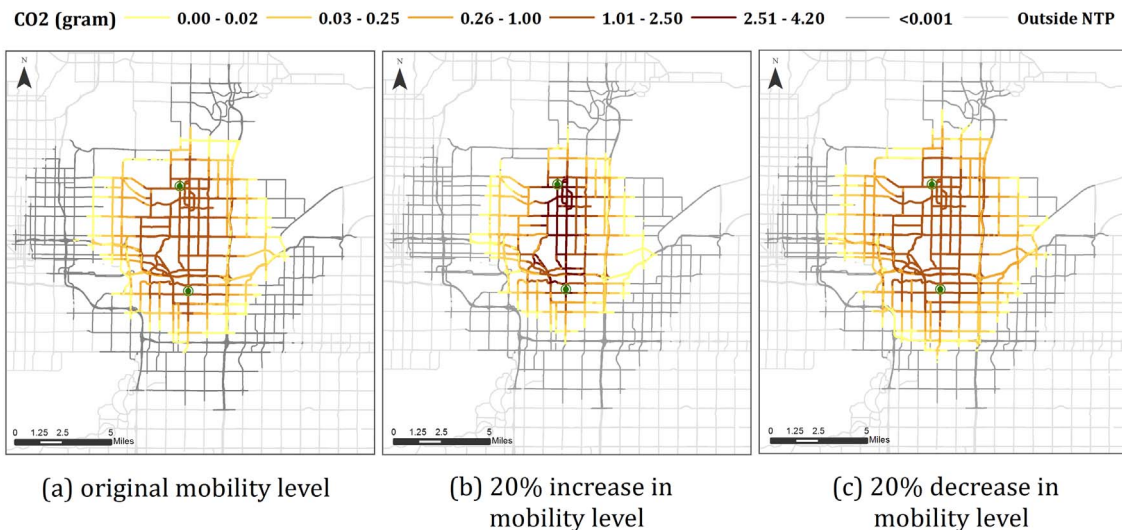 CO2 (gram) 0.00 - 0.02 0.03 - 0.25 0.26 - 1.00 1.01 - 2.50 2.51 - 4.20 <0.001 Outside NTP
N N N
0 1.25 2.5 5 Miles 0 1.25 2.5 5 Miles 0 1.25 2.5 5 Miles
(a) original mobility level
(b) 20% increase in
mobility level
(c) 20% decrease in
mobility level